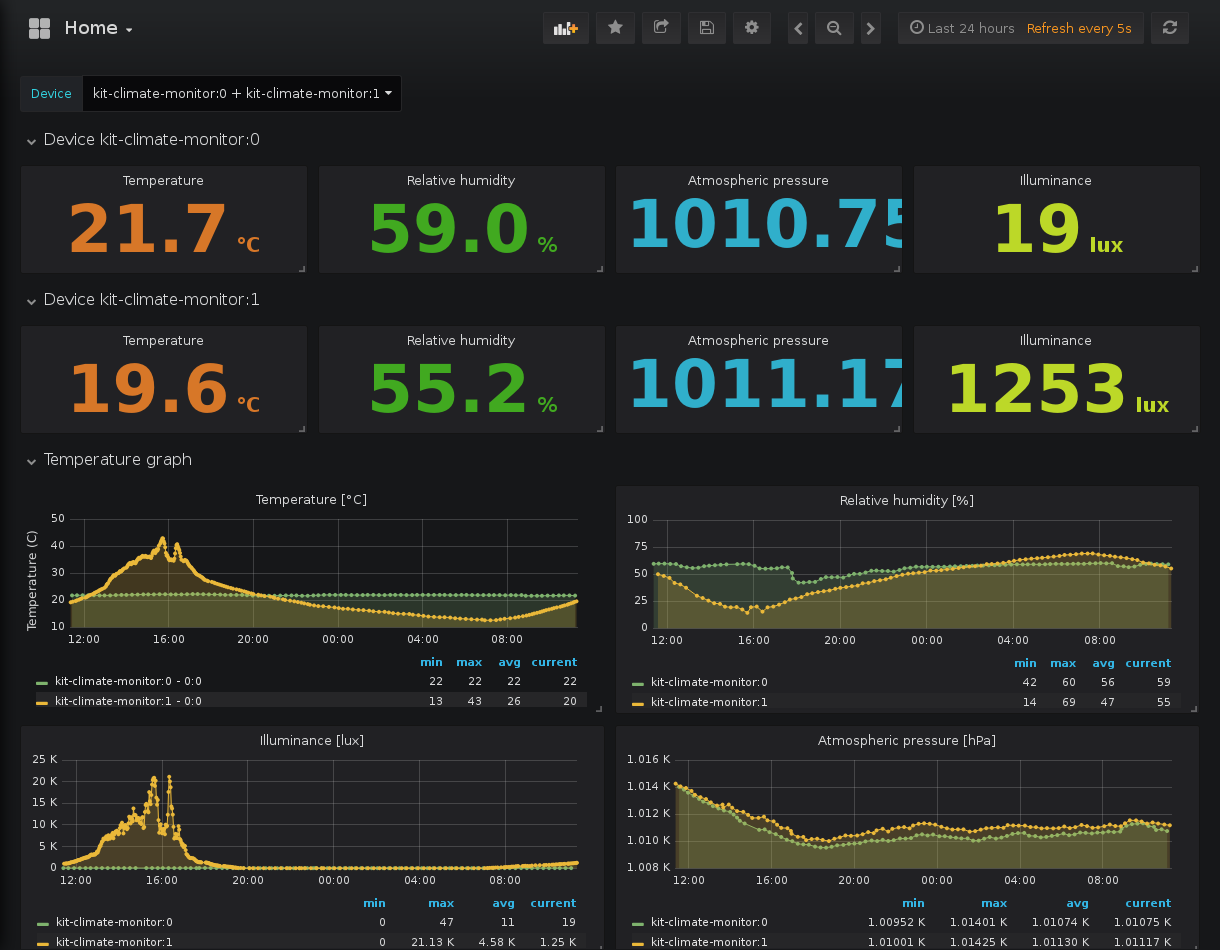 Home
Last 24 hours Refresh every 5s
Device kit-climate-monitor:0 + kit-climate-monitor:1
Device kit-climate-monitor:0
Temperature Relative humidity Atmospheric pressure Illuminance
21.7 °C 59.0 % 1010.75 19 lux
Device kit-climate-monitor:1
Temperature Relative humidity Atmospheric pressure Illuminance
19.6 °C 55.2 % 1011.17 1253 lux
Temperature graph
Temperature [°C]
Temperature (C)
50
40
30
20
10
12:00 16:00 20:00 00:00 04:00 08:00
min max avg current
kit-climate-monitor:0 - 0:0 22 22 22 22
kit-climate-monitor:1 - 0:0 13 43 26 20
Relative humidity [%]
100
75
50
25
0
12:00 16:00 20:00 00:00 04:00 08:00
min max avg current
kit-climate-monitor:0 42 60 56 59
kit-climate-monitor:1 14 69 47 55
Illuminance [lux]
25 K
20 K
15 K
10 K
5 K
0
12:00 16:00 20:00 00:00 04:00 08:00
min max avg current
kit-climate-monitor:0 0 47 11 19
kit-climate-monitor:1 0 21.13 K 4.58 K 1.25 K
Atmospheric pressure [hPa]
1.016 K
1.014 K
1.012 K
1.010 K
1.008 K
12:00 16:00 20:00 00:00 04:00 08:00
min max avg current
kit-climate-monitor:0 1.00952 K 1.01401 K 1.01074 K 1.01075 K
kit-climate-monitor:1 1.01001 K 1.01425 K 1.01130 K 1.01117 K